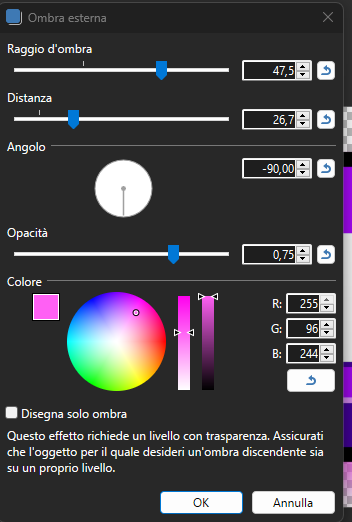 Ombra esterna
Raggio d'ombra
47,5
Distanza
26,7
Angolo
-90,00
Opacità
0,75
Colore
R: 255
G: 96
B: 244
Disegna solo ombra
Questo effetto richiede un livello con trasparenza. Assicurati
che l'oggetto per il quale desideri un'ombra discendente sia
su un proprio livello.
OK
Annulla